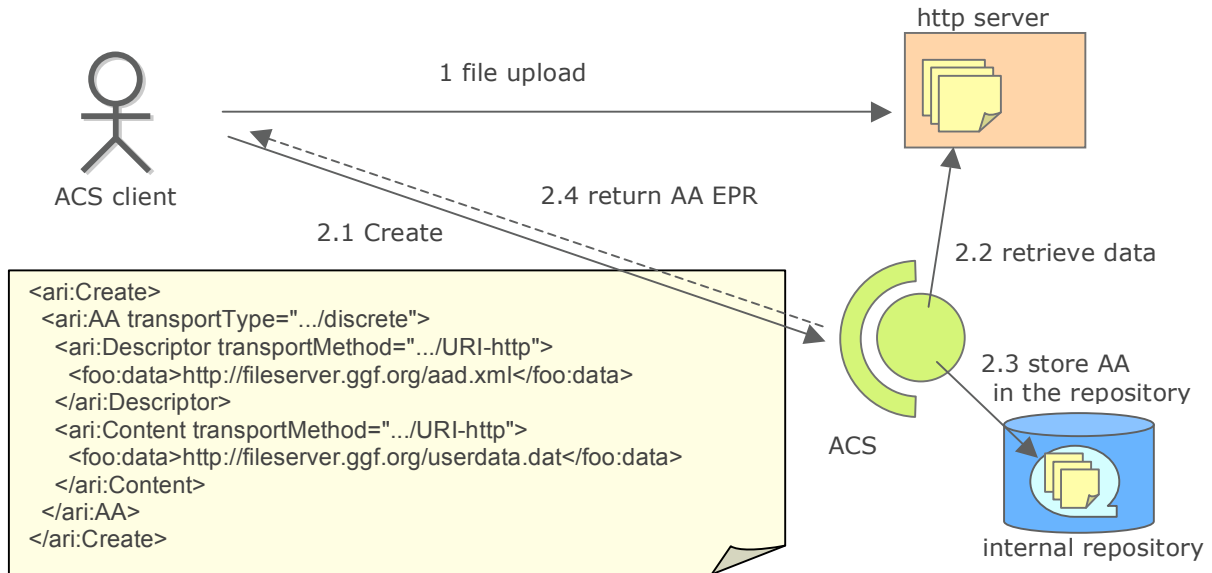 http server
1 file upload
ACS client
2.4 return AA EPR
2.1 Create
2.2 retrieve data
<ari:Create>
<ari:AA transportType=".../discrete">
<ari:Descriptor transportMethod=".../URI-http">
<foo:data>http://fileserver.ggf.org/aad.xml</foo:data>
</ari:Descriptor>
<ari:Content transportMethod=".../URI-http">
<foo:data>http://fileserver.ggf.org/userdata.dat</foo:data>
</ari:Content>
</ari:AA>
</ari:Create>
2.3 store AA
in the repository
ACS
internal repository